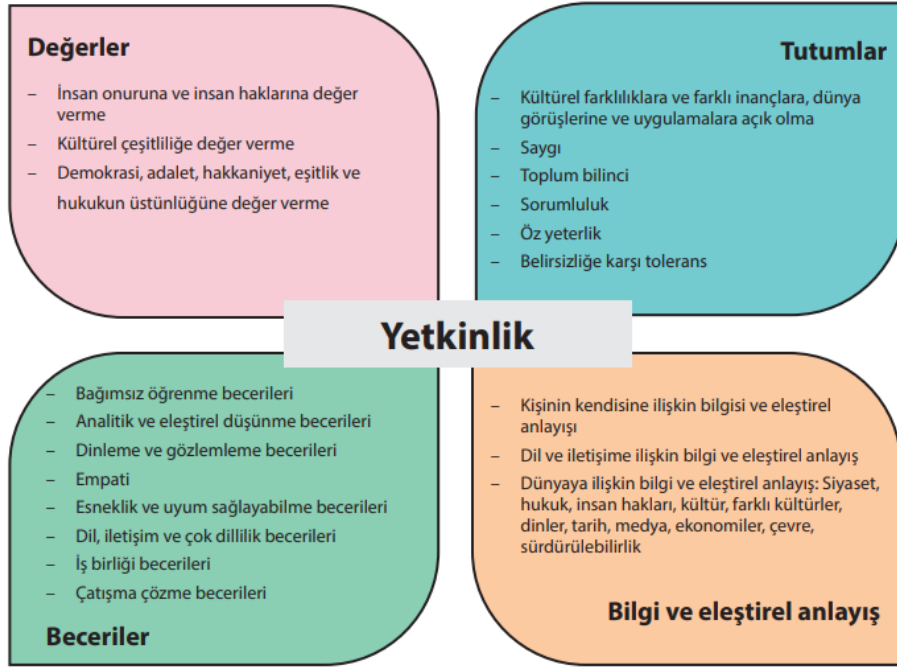 Değerler
– İnsan onuruna ve insan haklarına değer
verme
– Kültürel çeşitliliğe değer verme
– Demokrasi, adalet, hakkaniyet, eşitlik ve
hukukun üstünlüğüne değer verme
Tutumlar
– Kültürel farklılıklara ve farklı inançlara, dünya
görüşlerine ve uygulamalara açık olma
– Saygı
– Toplum bilinci
– Sorumluluk
– Öz yeterlik
– Belirsizliğe karşı tolerans
Yetkinlik
– Bağımsız öğrenme becerileri
– Analitik ve eleştirel düşünme becerileri
– Dinleme ve gözlemleme becerileri
– Empati
– Esneklik ve uyum sağlayabilme becerileri
– Dil, iletişim ve çok dillilik becerileri
– İş birliği becerileri
– Çatışma çözme becerileri
Beceriler
– Kişinin kendisine ilişkin bilgisi ve eleştirel
anlayışı
– Dil ve iletişime ilişkin bilgi ve eleştirel anlayış
– Dünyaya ilişkin bilgi ve eleştirel anlayış: Siyaset,
hukuk, insan hakları, kültür, farklı kültürler,
dinler, tarih, medya, ekonomiler, çevre,
sürdürülebilirlik
Bilgi ve eleştirel anlayış